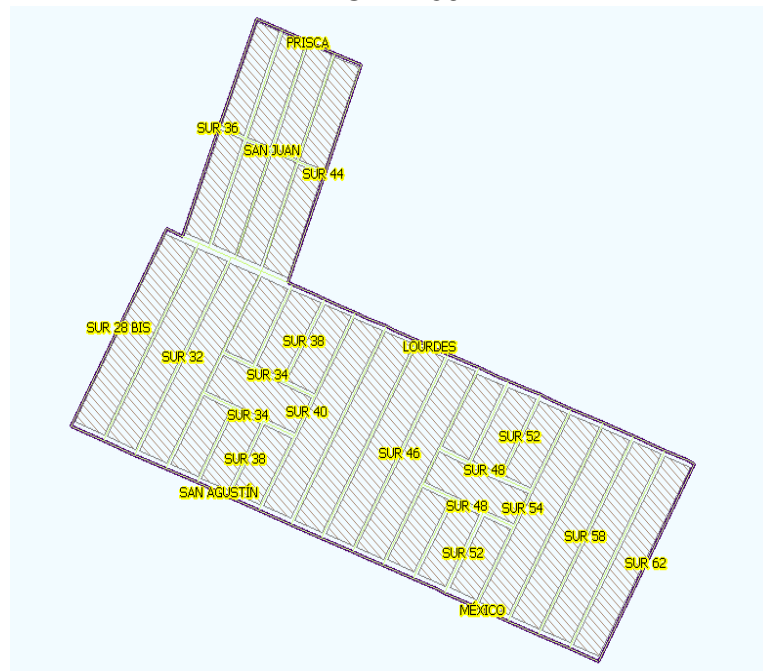 PRISCA
SUR 36
SAN JUAN
SUR 44
SUR 28 BIS
SUR 32
SUR 38
LOURDES
SUR 34
SUR 40
SUR 34
SUR 38
SUR 46
SUR 52
SUR 48
SAN AGUSTÍN
SUR 48
SUR 54
SUR 52
SUR 58
SUR 62
MÉXICO